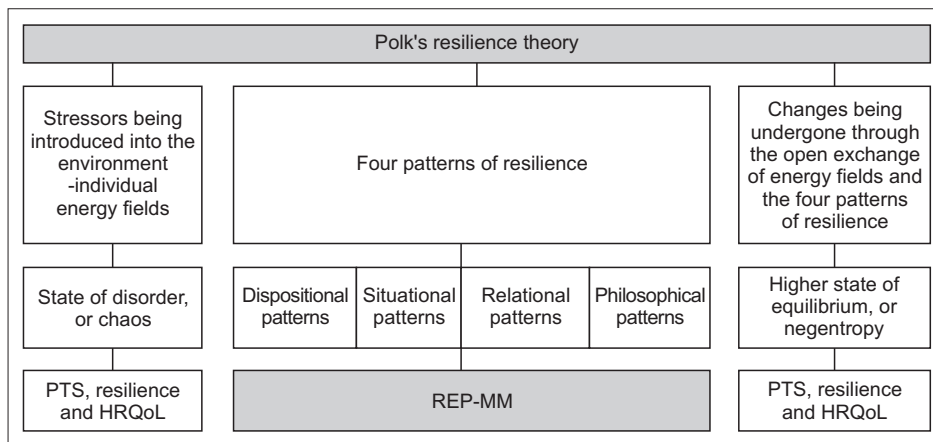 Polk's resilience theory
Stressors being
introduced into the
environment
-individual
energy fields
Four patterns of resilience
Changes being
undergone through
the open exchange
of energy fields and
the four patterns
of resilience
State of disorder,
or chaos
Dispositional
patterns
Situational
patterns
Relational
patterns
Philosophical
patterns
Higher state of
equilibrium, or
negentropy
PTS, resilience
and HRQoL
REP-MM
PTS, resilience
and HRQoL